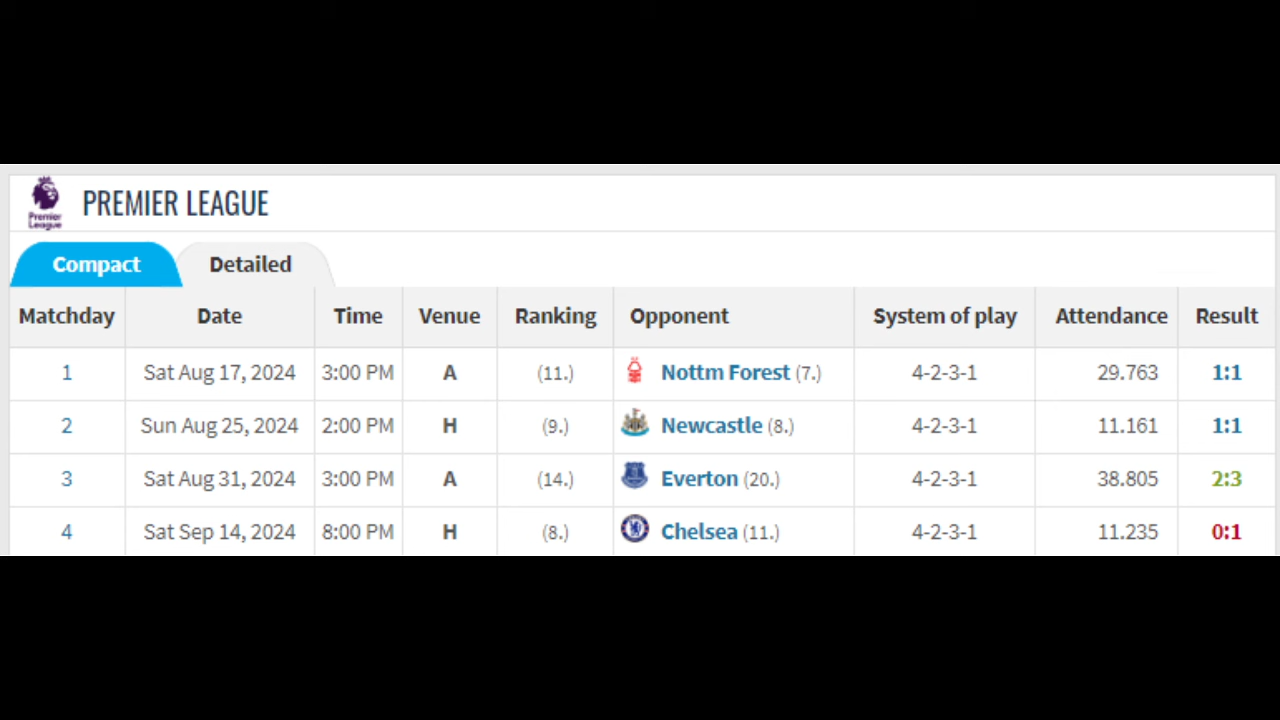 Premier
League
PREMIER LEAGUE
Compact Detailed
Matchday Date Time Venue Ranking Opponent System of play Attendance Result
1 Sat Aug 17, 2024 3:00 PM A (11.) Nottm Forest (7.) 4-2-3-1 29.763 1:1
2 Sun Aug 25, 2024 2:00 PM H (9.) Newcastle (8.) 4-2-3-1 11.161 1:1
3 Sat Aug 31, 2024 3:00 PM A (14.) Everton (20.) 4-2-3-1 38.805 2:3
4 Sat Sep 14, 2024 8:00 PM H (8.) Chelsea (11.) 4-2-3-1 11.235 0:1